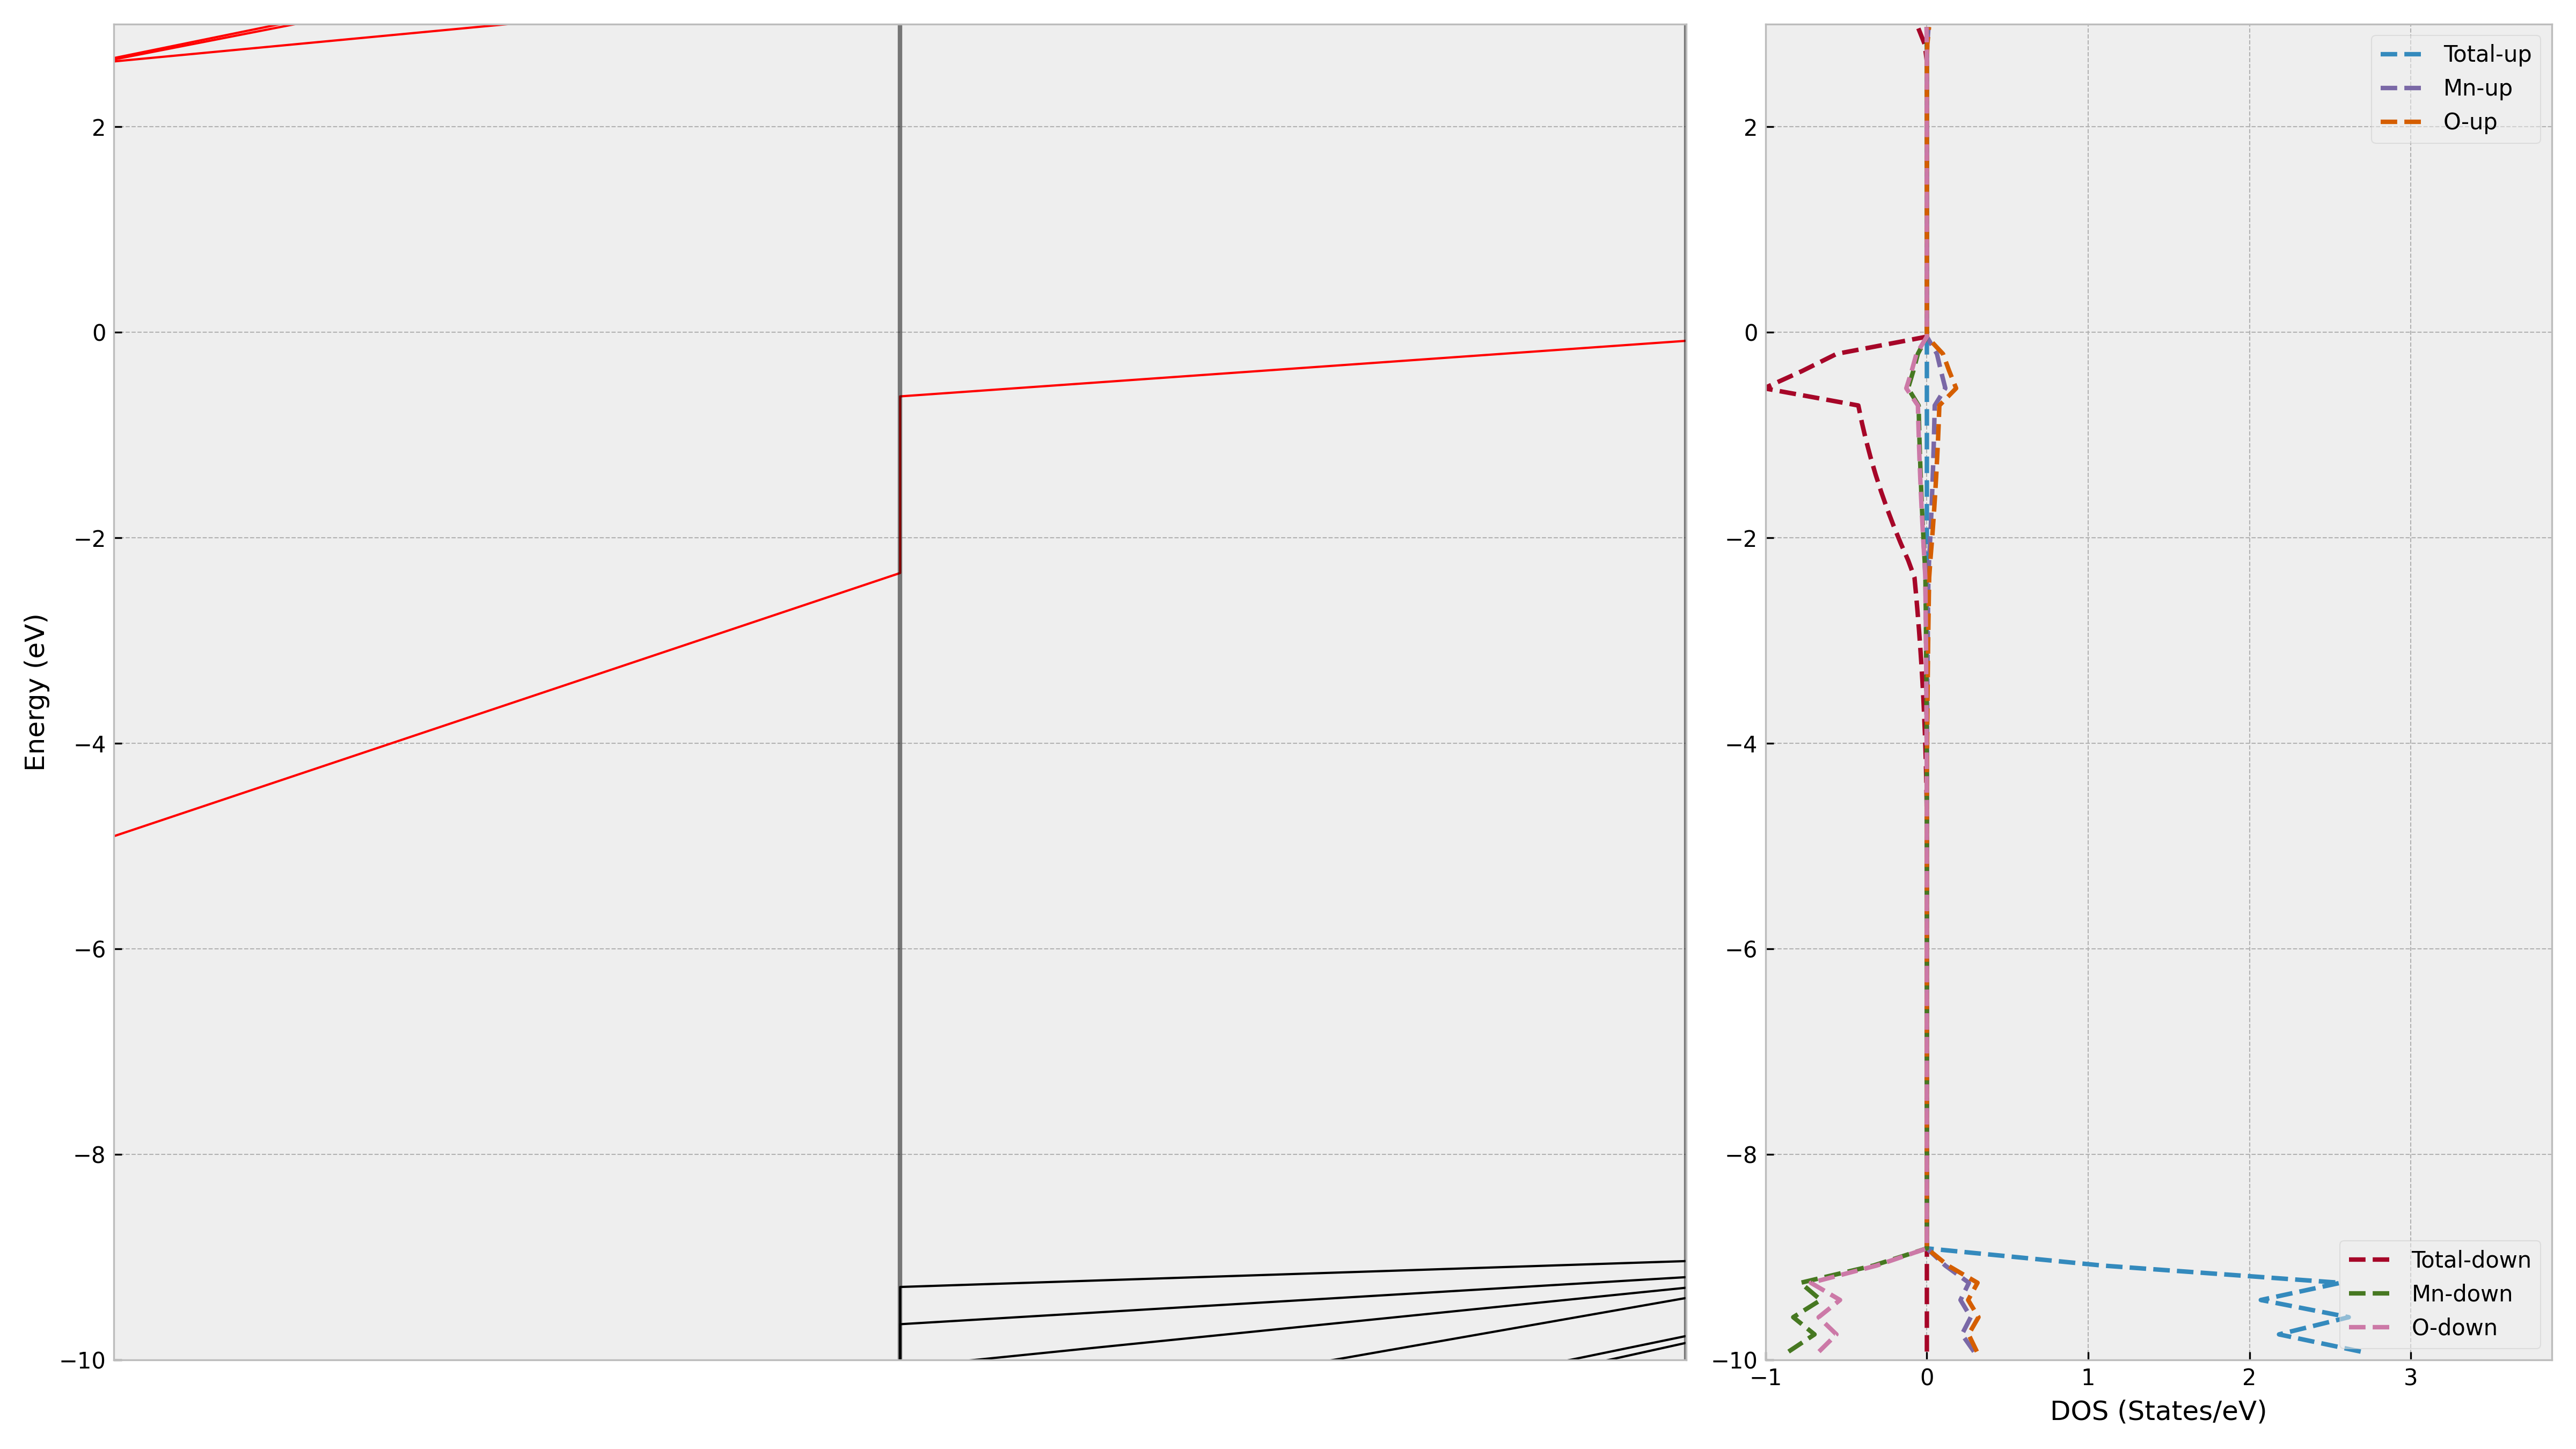 Energy (eV)
2
0
−2
−4
−6
−8
−10
2
0
−2
−4
−6
−8
−10
Total-up
Mn-up
O-up
Total-down
Mn-down
O-down
−1 0 1 2 3
DOS (States/eV)